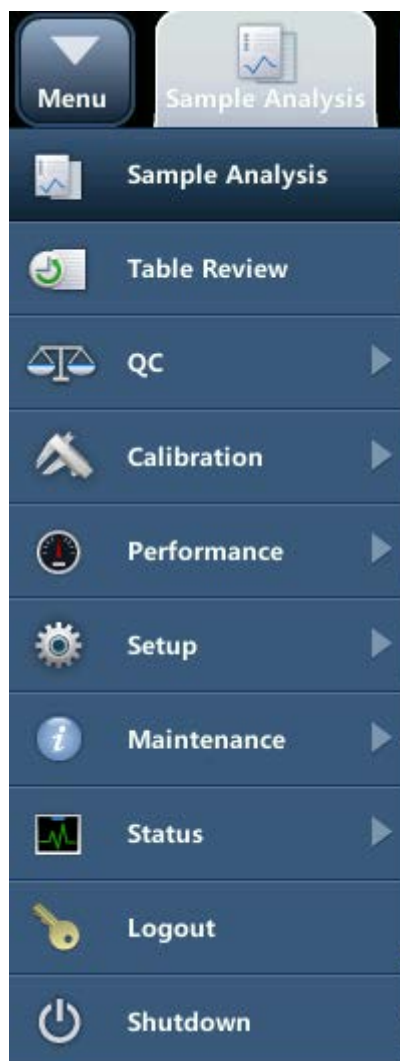 Menu
Sample Analysis
Sample Analysis
Table Review
QC
Calibration
Performance
Setup
Maintenance
Status
Logout
Shutdown